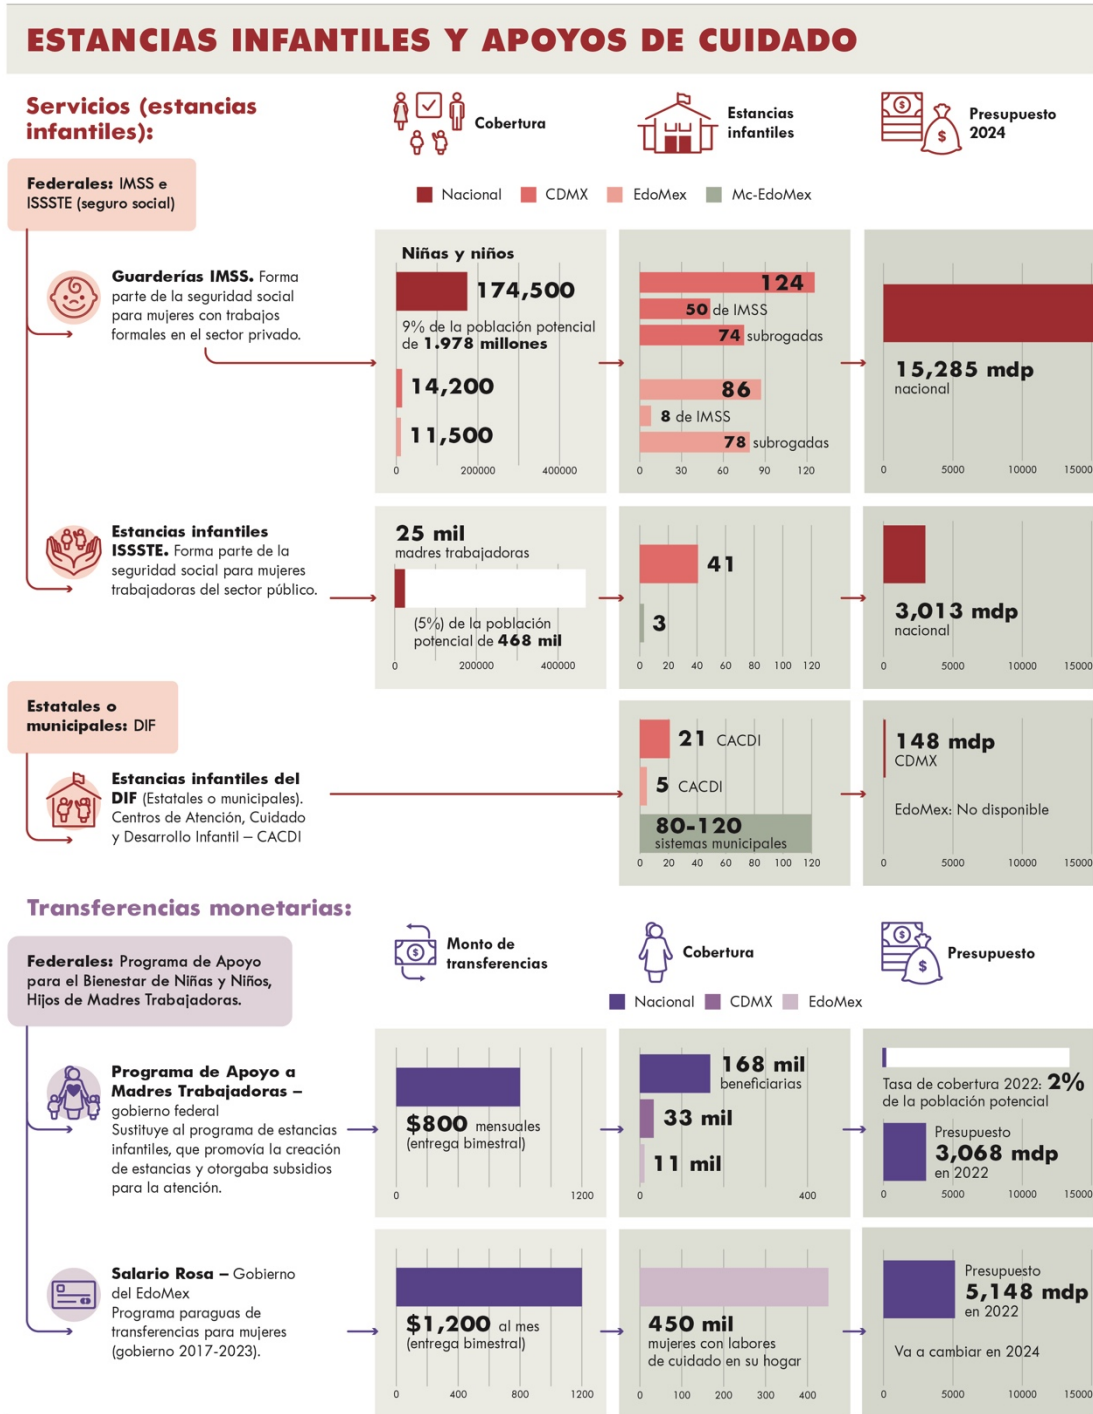 ESTANCIAS INFANTILES Y APOYOS DE CUIDADO
Servicios (estancias
infantiles):
Cobertura
Estancias
infantiles
Presupuesto
2024
Federales: IMSS e
ISSSTE (seguro social)
Nacional
CDMX
EdoMex
Mc-EdoMex
Guarderías IMSS. Forma
parte de la seguridad social
para mujeres con trabajos
formales en el sector privado.
Niñas y niños
174,500
9% de la población potencial
de 1.978 millones
14,200
11,500
0 200000 400000
124
50 de IMSS
74 subrogadas
86
8 de IMSS
78 subrogadas
0 30 60 90 120
15,285 mdp
nacional
0 5000 10000 15000
Estancias infantiles
ISSSTE. Forma parte de la
seguridad social para mujeres
trabajadoras del sector público.
25 mil
madres trabajadoras
(5%) de la población
potencial de 468 mil
0 200000 400000
41
3
0 20 40 60 80 100 120
3,013 mdp
nacional
0 5000 10000 15000
Estatales o
municipales: DIF
Estancias infantiles del
DIF (Estatales o municipales).
Centros de Atención, Cuidado
y Desarrollo Infantil – CACDI
21 CACDI
5 CACDI
80-120
sistemas municipales
0 20 40 60 80 100 120
148 mdp
CDMX
EdoMex: No disponible
0 5000 10000 15000
Transferencias monetarias:
Monto de
transferencias
Cobertura
Presupuesto
Federales: Programa de Apoyo
para el Bienestar de Niñas y Niños,
Hijos de Madres Trabajadoras.
Nacional
CDMX
EdoMex
Programa de Apoyo a
Madres Trabajadoras –
gobierno federal
Sustituye al programa de estancias
infantiles, que promovía la creación
de estancias y otorgaba subsidios
para la atención.
$800 mensuales
(entrega bimestral)
0 1200
168 mil
beneficiarias
33 mil
11 mil
0 400
Tasa de cobertura 2022: 2%
de la población potencial
Presupuesto
3,068 mdp
en 2022
0 5000 10000 15000
Salario Rosa – Gobierno
del EdoMex
Programa paraguas de
transferencias para mujeres
(gobierno 2017-2023).
$1,200 al mes
(entrega bimestral)
0 400 800 1200
450 mil
mujeres con labores
de cuidado en su hogar
0 100 200 300 400
Presupuesto
5,148 mdp
en 2022
Va a cambiar en 2024
0 5000 10000 15000